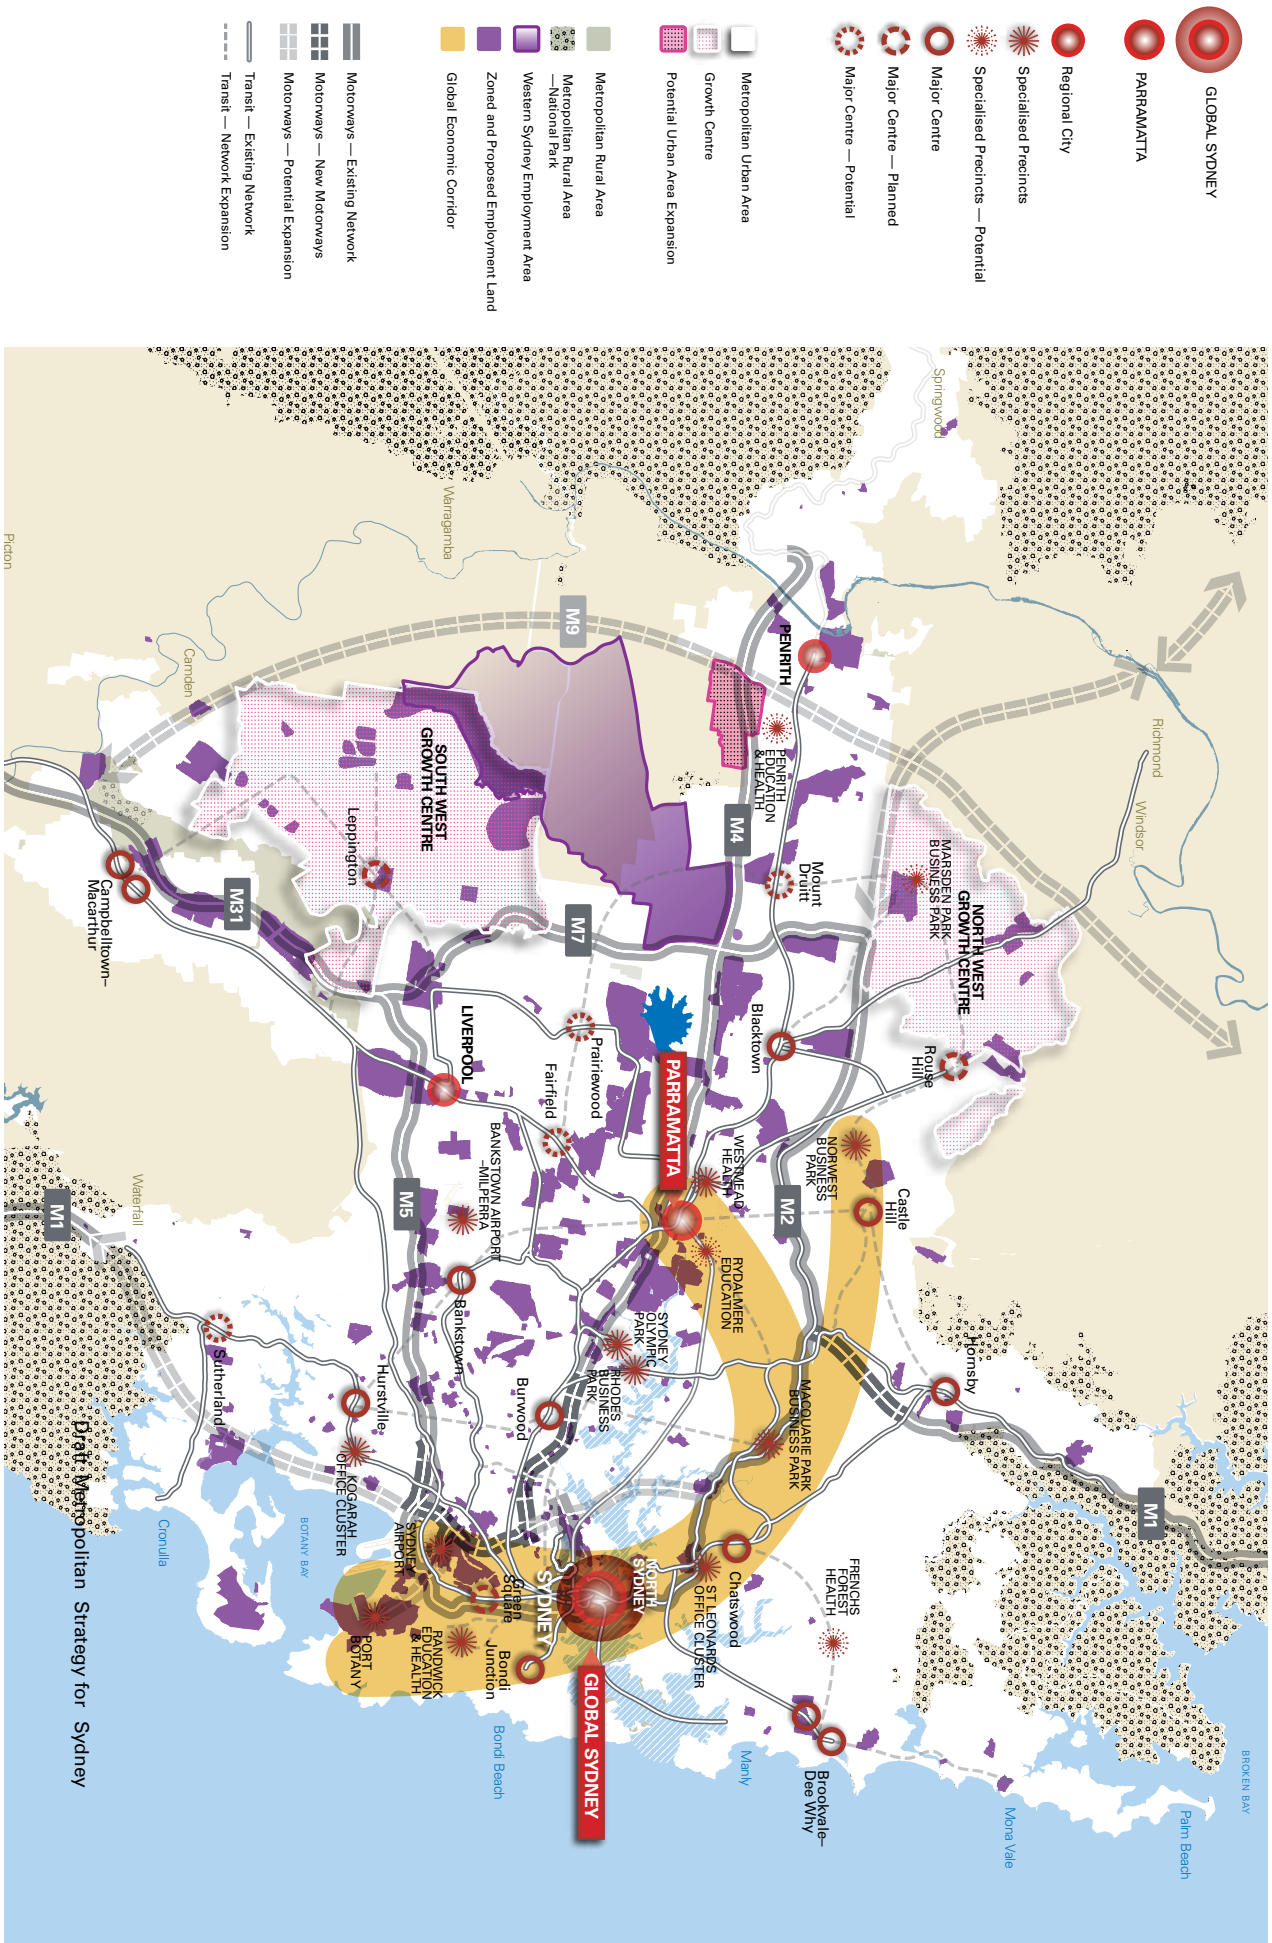 GLOBAL SYDNEY
PARRAMATTA
Regional City
Specialised Precincts
Specialised Precincts — Potential
Major Centre
Major Centre — Planned
Major Centre — Potential
Metropolitan Urban Area
Growth Centre
Potential Urban Area Expansion
Metropolitan Rural Area
Metropolitan Rural Area
—National Park
Western Sydney Employment Area
Zoned and Proposed Employment Land
Global Economic Corridor
Motorways — Existing Network
Motorways — New Motorways
Motorways — Potential Expansion
Transit — Existing Network
Transit — Network Expansion
Springwood
Warragamba
Picton
Camden
Richmond
Windsor
M9
PENRITH
PENRITH
EDUCATION
& HEALTH
M4
Mount
Druitt
MARSDEN PARK
BUSINESS PARK
NORTH WEST
GROWTH CENTRE
SOUTH WEST
GROWTH CENTRE
Leppington
M31
Campbelltown–
Macarthur
M7
LIVERPOOL
Prairiewood
Fairfield
Blacktown
Rouse
Hill
PARRAMATTA
WESTMEAD
HEALTH
NORWEST
BUSINESS
PARK
Castle
Hill
M2
M5
M1
Waterfall
BANKSTOWN AIRPORT
–MILPERRA
Bankstown
RYDALMERE
EDUCATION
SYDNEY
OLYMPIC
PARK
RHODES
BUSINESS
PARK
Burwood
MACQUARIE PARK
BUSINESS PARK
Hornsby
M1
Sutherland
Hurstville
KOGARAH
OFFICE CLUSTER
Cronulla
BOTANY BAY
SYDNEY
AIRPORT
Green
Square
SYDNEY
NORTH
SYDNEY
ST LEONARDS
OFFICE CLUSTER
Chatswood
FRENCHS
FOREST
HEALTH
PORT
BOTANY
RANDWICK
EDUCATION
& HEALTH
Bondi
Junction
GLOBAL SYDNEY
Bondi Beach
Manly
Brookvale–
Dee Why
Mona Vale
Palm Beach
BROKEN BAY
Draft Metropolitan Strategy for Sydney